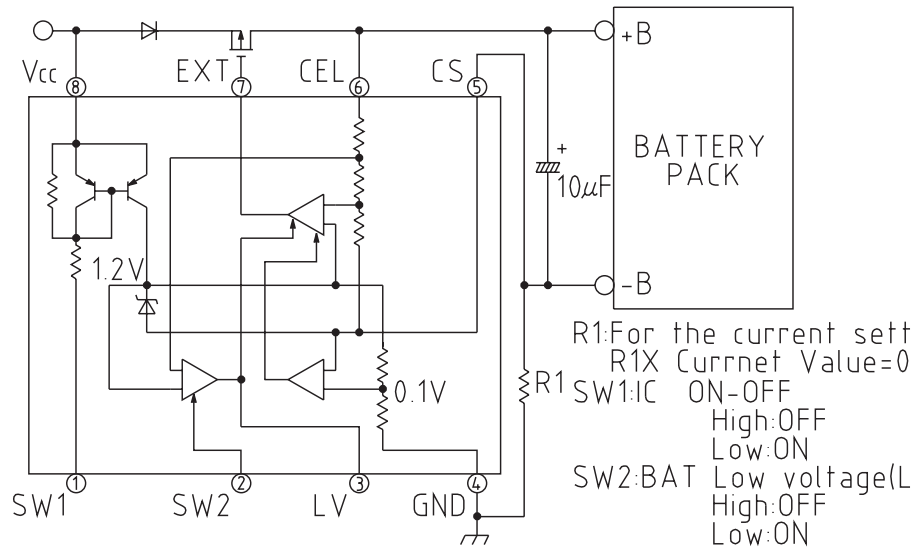 Vcc
EXT
CEL
CS
+B
8
7
6
5
BATTERY
PACK
+
10μF
1.2V
-B
R1:For the current sett
R1X Currnet Value=0
R1
0.1V
SW1:IC ON-OFF
High:OFF
Low:ON
SW2:BAT Low voltage(L
High:OFF
Low:ON
1
2
3
4
SW1
SW2
LV
GND